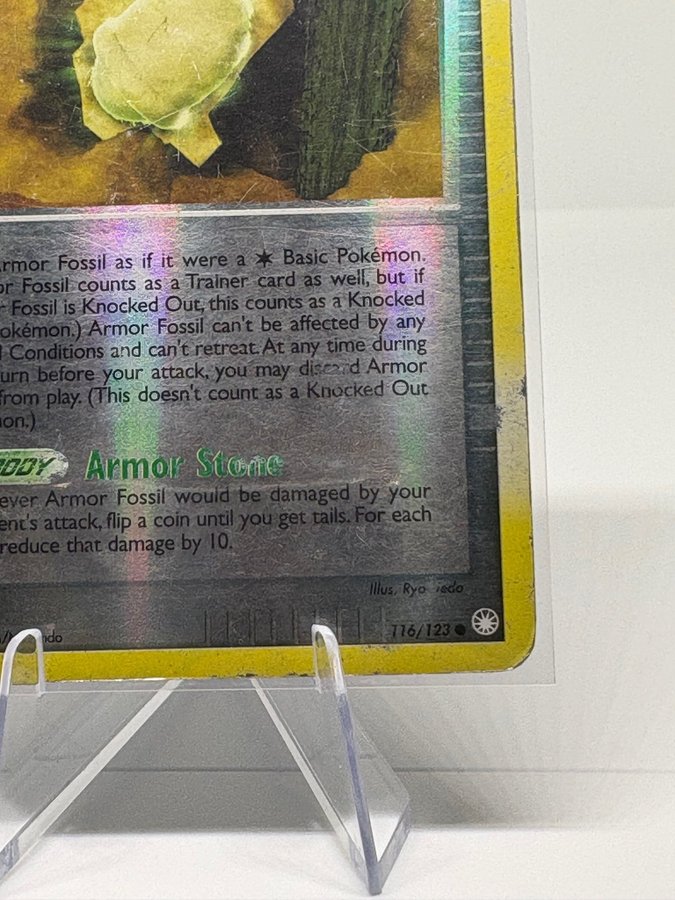 Armor Fossil as if it were a Basic Pokémon.
or Fossil counts as a Trainer card as well, but if
r Fossil is Knocked Out, this counts as a Knocked
okémon.) Armor Fossil can't be affected by any
l Conditions and can't retreat. At any time during
urn before your attack, you may discard Armor
from play. (This doesn't count as a Knocked Out
on.)
BODY Armor Stone
ever Armor Fossil would be damaged by your
ent's attack, flip a coin until you get tails. For each
reduce that damage by 10.
Illus. Ryo
116/123